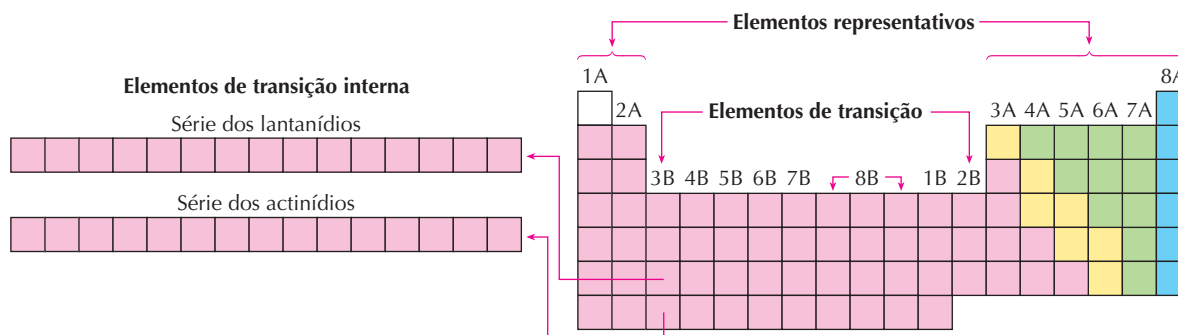 Elementos representativos
Elementos de transição interna
Série dos lantanídios
Série dos actinídios
1A
8A
2A
Elementos de transição
3A 4A 5A 6A 7A
3B 4B 5B 6B 7B 8B 1B 2B